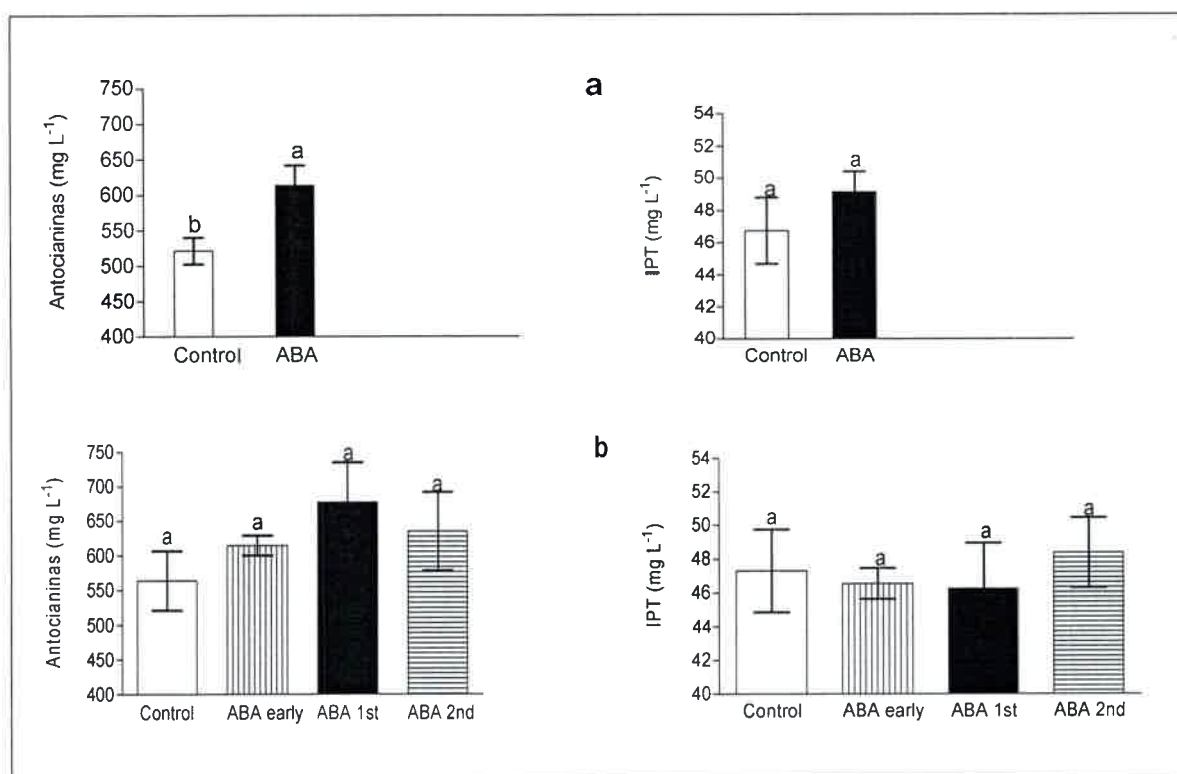 a
Antocianinas (mg L⁻¹)
750
700
650
600
550
500
450
400
b
a
Control ABA
IPT (mg L⁻¹)
54
52
50
48
46
44
42
40
a
a
Control ABA
b
Antocianinas (mg L⁻¹)
750
700
650
600
550
500
450
400
a
a
a
a
Control ABA early ABA 1st ABA 2nd
IPT (mg L⁻¹)
54
52
50
48
46
44
42
40
a
a
a
a
Control ABA early ABA 1st ABA 2nd